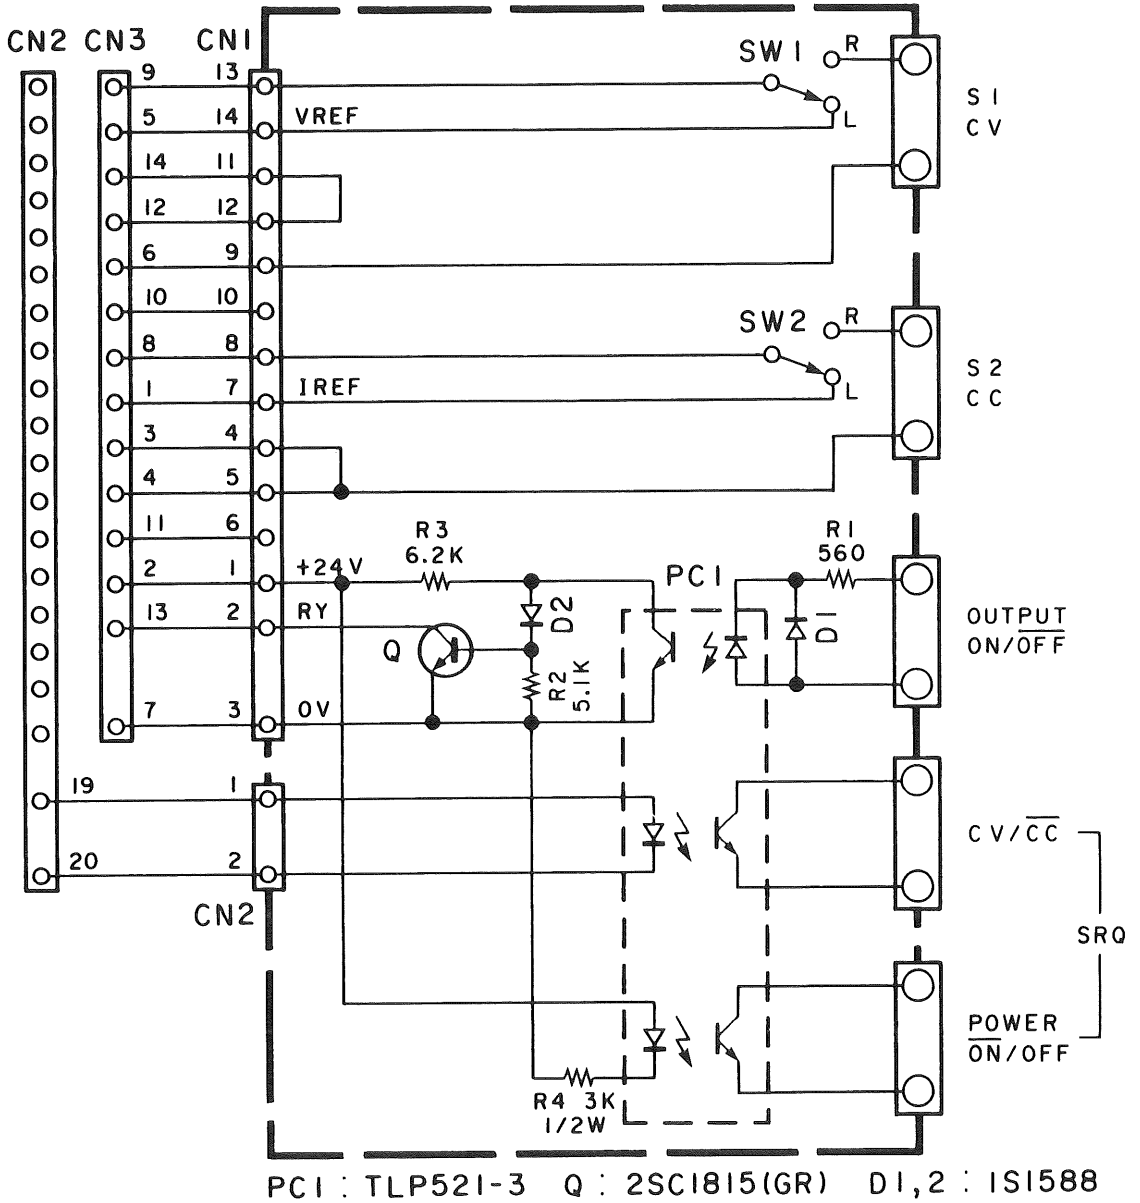 CN2 CN3 CN1
9 13
5 14 VREF
14 11
12 12
6 9
10 10
8 8
1 7 IREF
3 4
4 5
11 6
2 1 +24V
13 2 RY
7 3 0V
19 1
20 2
CN2
SW1
R
L
S1
CV
SW2
R
L
S2
CC
R3
6.2K
D2
Q
R2
5.1K
PC1
R1
560
D1
OUTPUT
ON/OFF
CV/CC
SRQ
POWER
ON/OFF
R4 3K
1/2W
PC1 : TLP521-3 Q : 2SC1815(GR) D1,2 : 1S1588